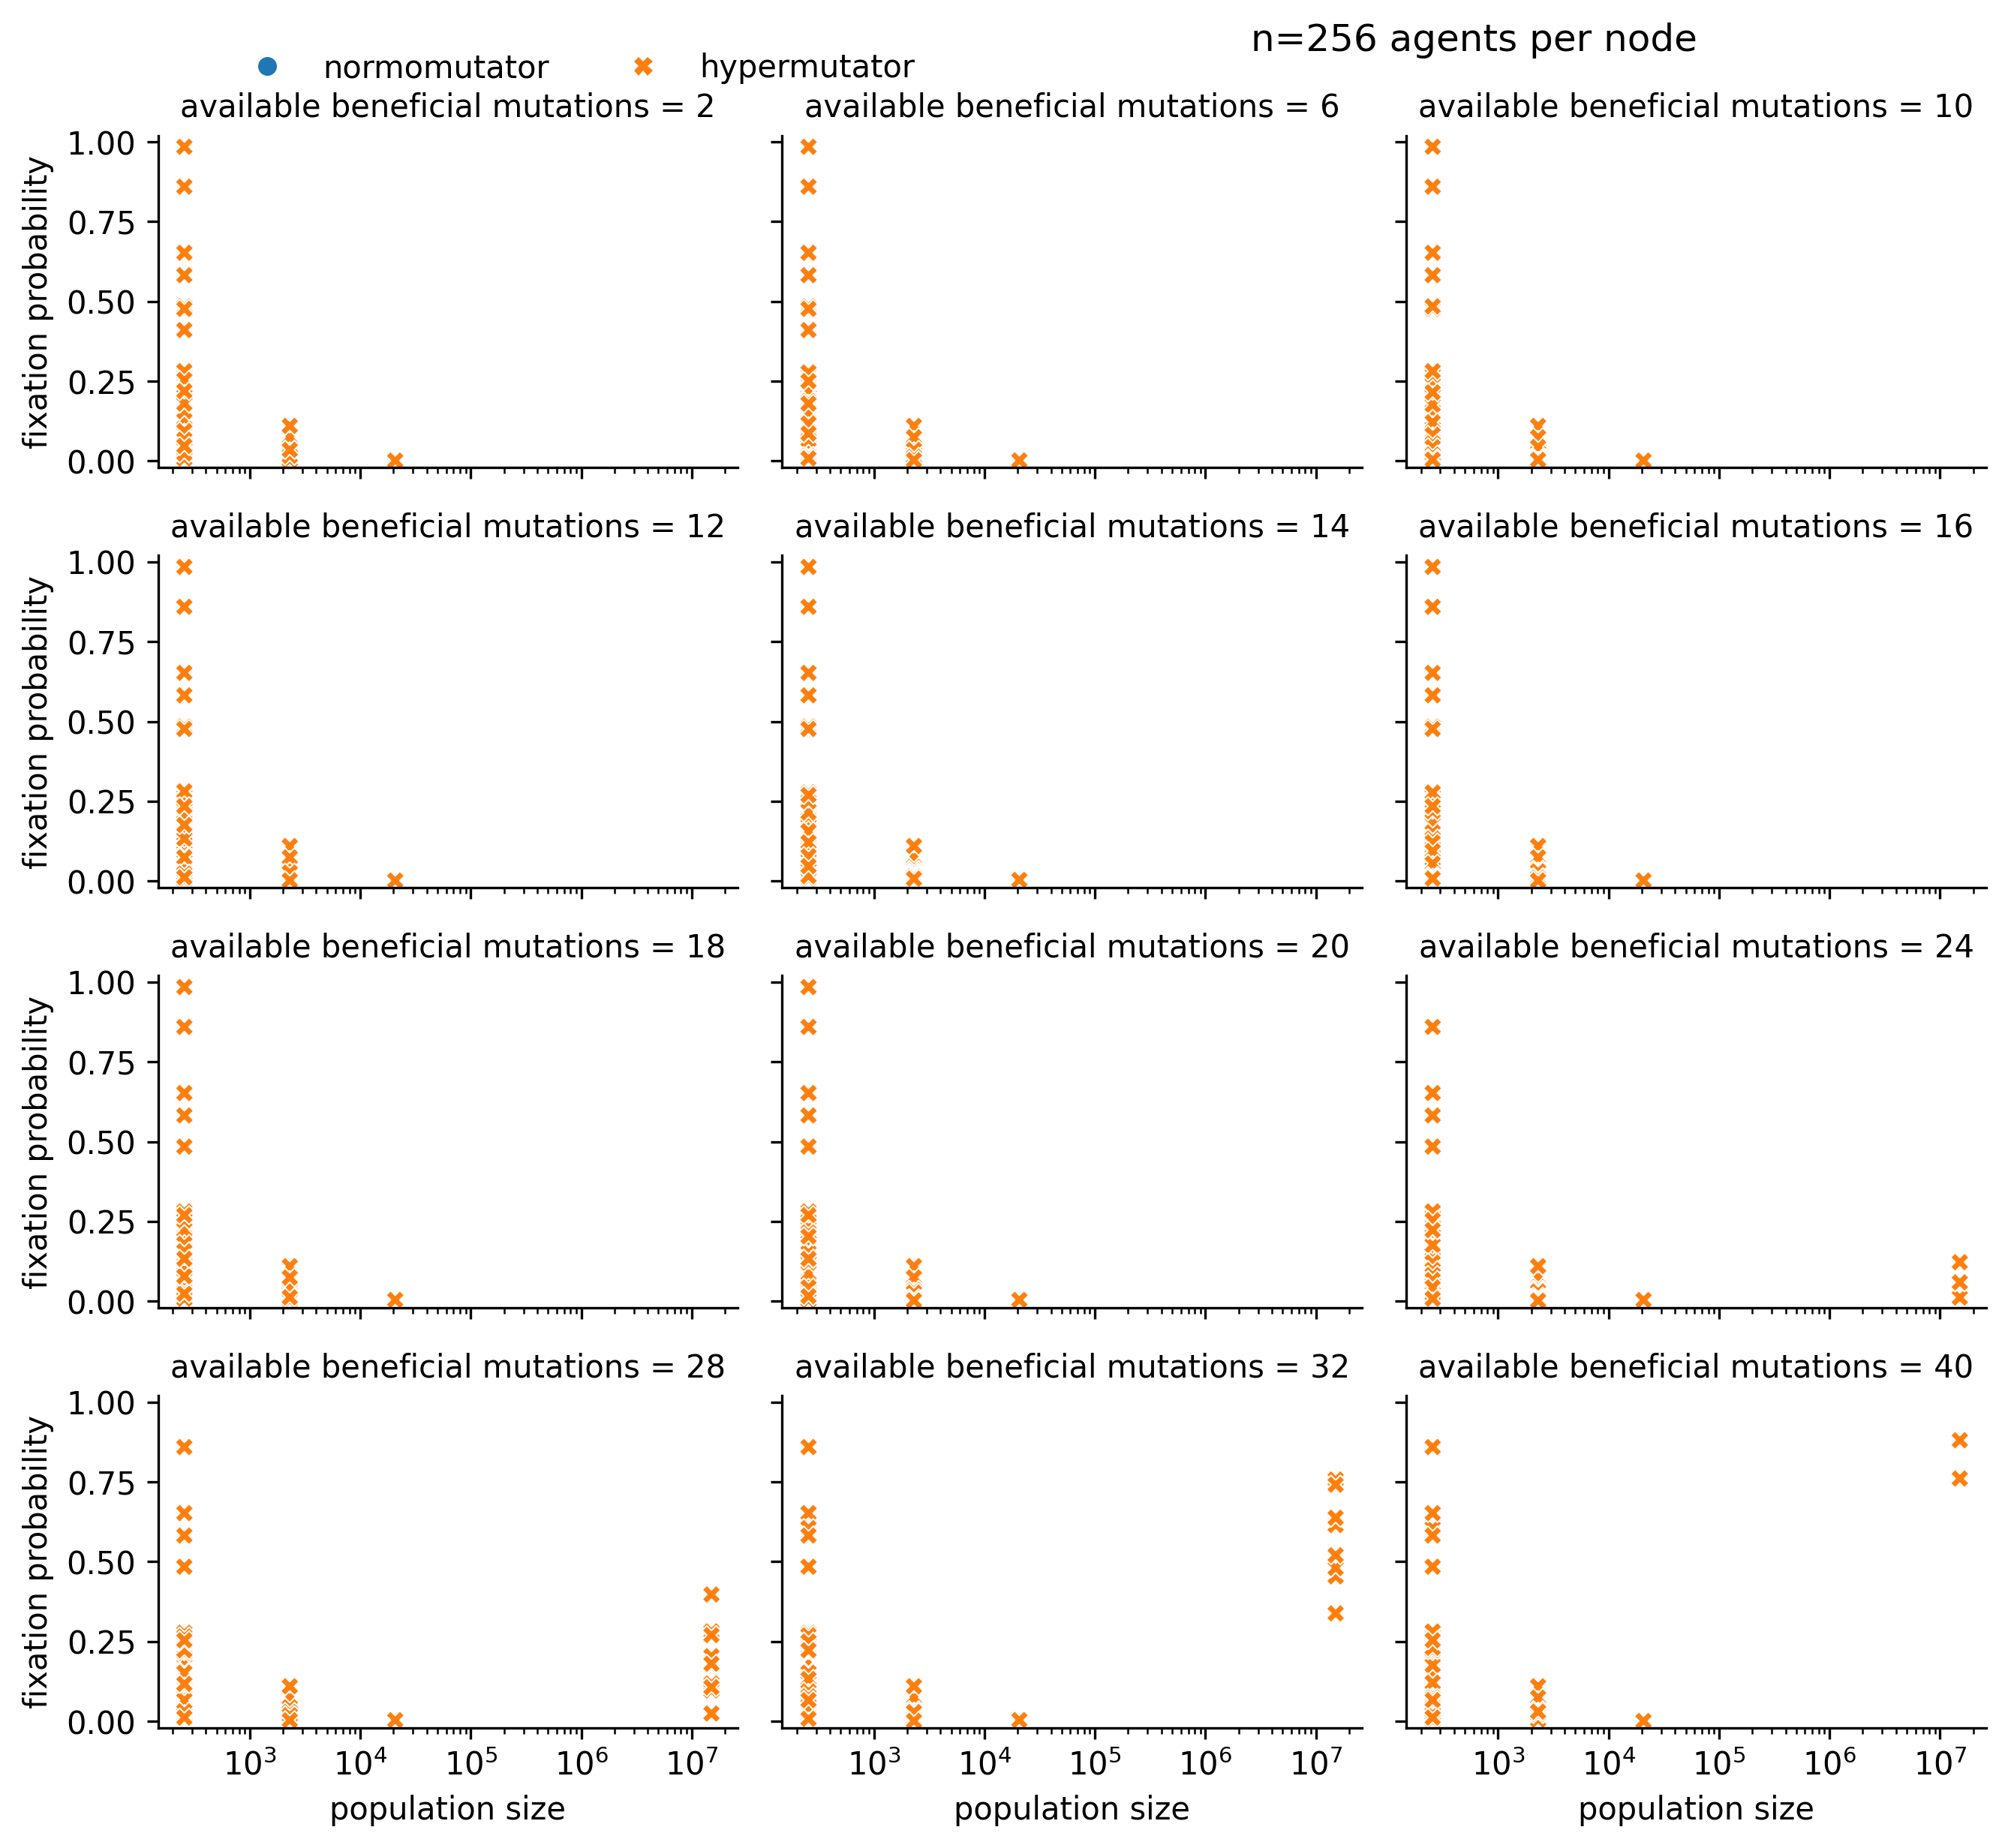 n=256 agents per node
normomutator hypermutator
available beneficial mutations = 2 available beneficial mutations = 6 available beneficial mutations = 10
1.00
0.75
0.50
0.25
0.00
fixation probability
available beneficial mutations = 12 available beneficial mutations = 14 available beneficial mutations = 16
1.00
0.75
0.50
0.25
0.00
fixation probability
available beneficial mutations = 18 available beneficial mutations = 20 available beneficial mutations = 24
1.00
0.75
0.50
0.25
0.00
fixation probability
available beneficial mutations = 28 available beneficial mutations = 32 available beneficial mutations = 40
1.00
0.75
0.50
0.25
0.00
fixation probability
10³ 10⁴ 10⁵ 10⁶ 10⁷ 10³ 10⁴ 10⁵ 10⁶ 10⁷ 10³ 10⁴ 10⁵ 10⁶ 10⁷
population size population size population size